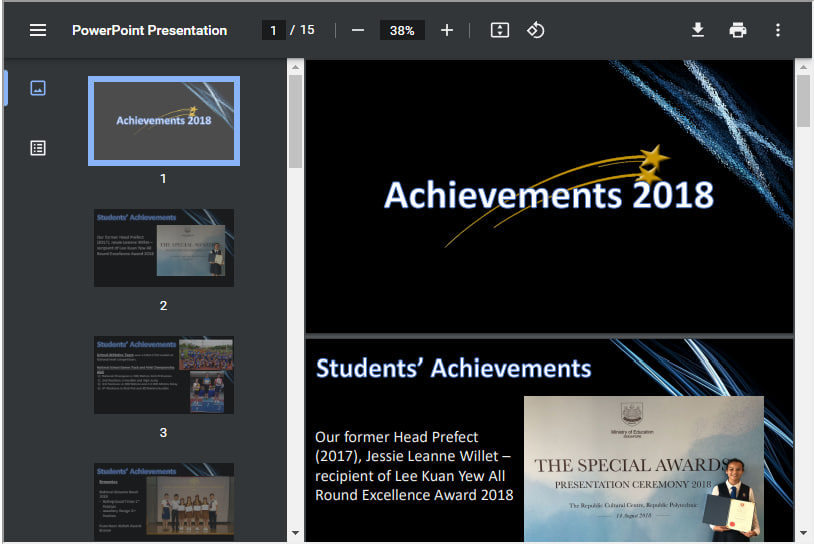 PowerPoint Presentation
1 / 15
38%
Achievements 2018
1
Students' Achievements
Our former Head Prefect
(2017), Jessie Leanne Willet –
recipient of Lee Kuan Yew All
Round Excellence Award 2018
THE SPECIAL AWARDS
2
Students' Achievements
3
Students' Achievements
Achievements 2018
Students' Achievements
Our former Head Prefect
(2017), Jessie Leanne Willet –
recipient of Lee Kuan Yew All
Round Excellence Award 2018
Ministry of Education
SINGAPORE
THE SPECIAL AWARDS
PRESENTATION CEREMONY 2018
The Republic Cultural Centre, Republic Polytechnic
14 August 2018